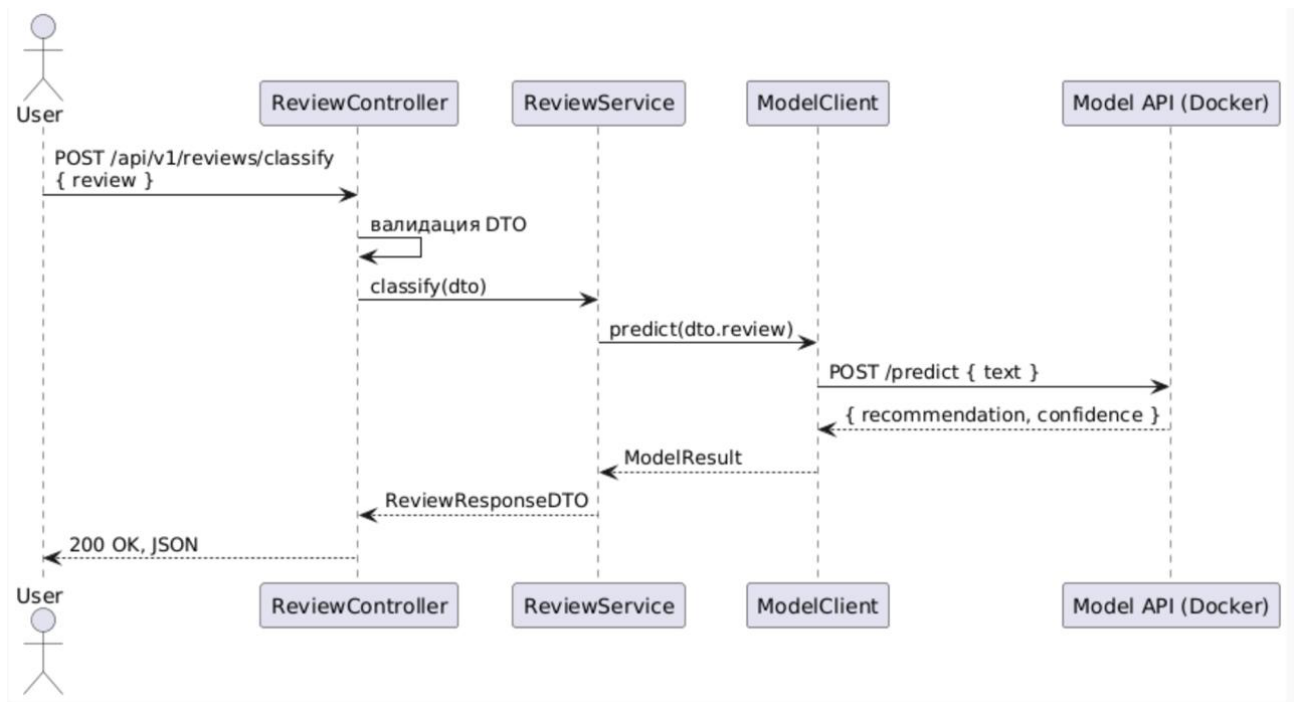 User
ReviewController
ReviewService
ModelClient
Model API (Docker)
POST /api/v1/reviews/classify
{ review }
валидация DTO
classify(dto)
predict(dto.review)
POST /predict { text }
{ recommendation, confidence }
ModelResult
ReviewResponseDTO
200 OK, JSON
User
ReviewController
ReviewService
ModelClient
Model API (Docker)